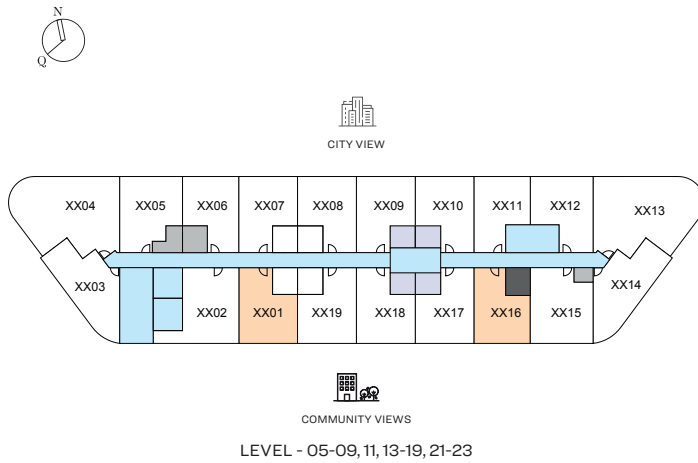 N
Q
CITY VIEW
XX04 XX05 XX06 XX07 XX08 XX09 XX10 XX11 XX12 XX13
XX03 XX02 XX01 XX19 XX18 XX17 XX16 XX15 XX14
COMMUNITY VIEWS
LEVEL - 05-09, 11, 13-19, 21-23